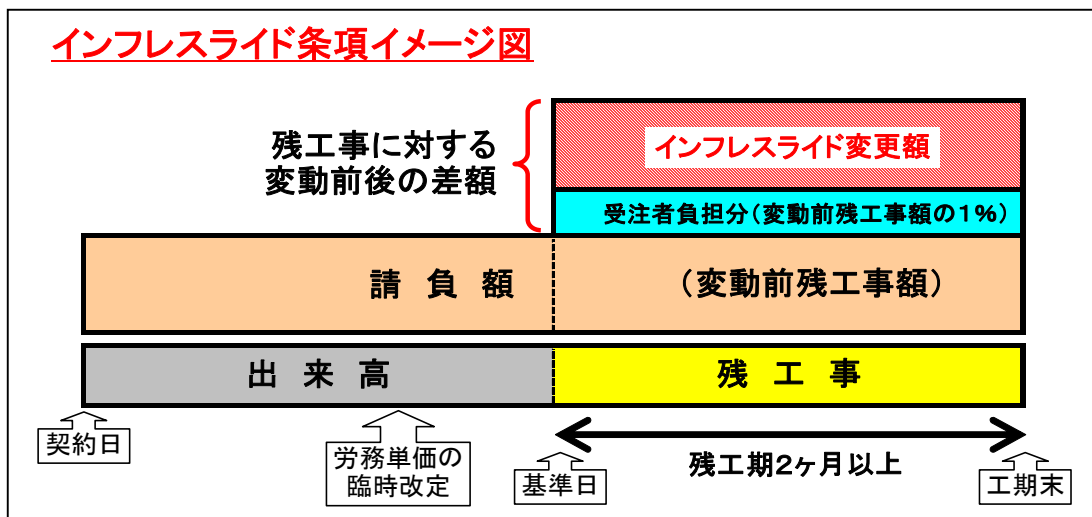 インフレスライド条項イメージ図
残工事に対する
変動前後の差額
インフレスライド変更額
受注者負担分(変動前残工事額の1%)
請負額
(変動前残工事額)
出来高
残工事
契約日
労務単価の
臨時改定
基準日
残工期2ヶ月以上
工期末